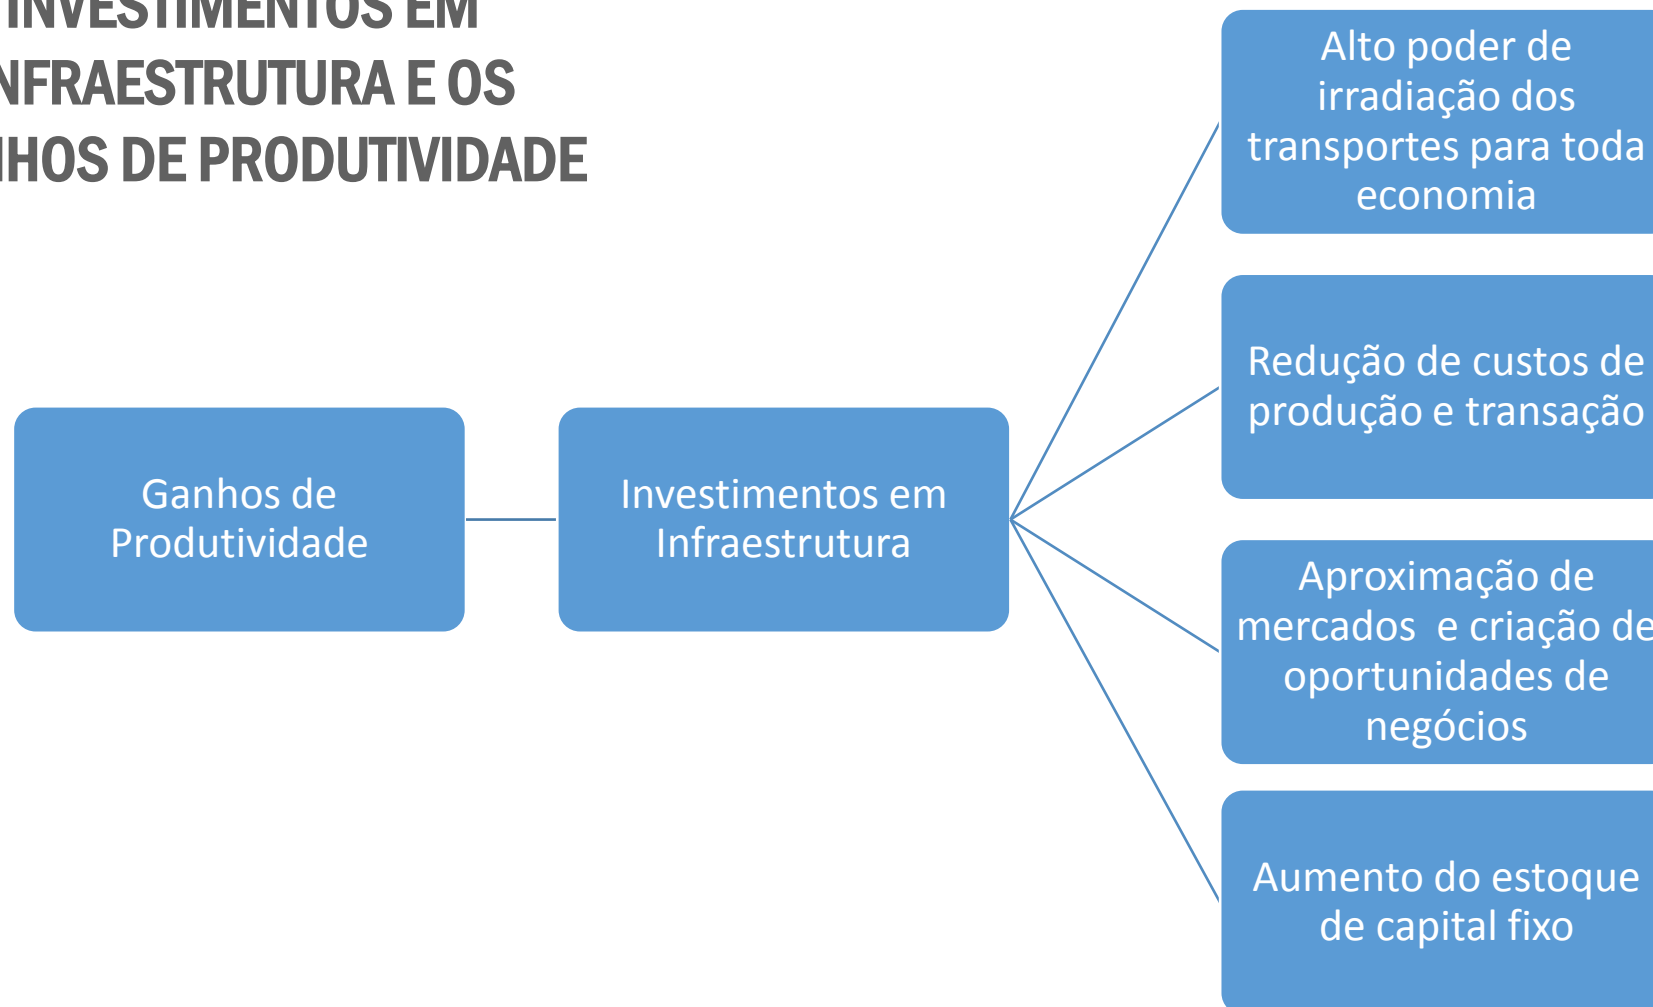 INVESTIMENTOS EM
NFRAESTRUTURA E OS
NHOS DE PRODUTIVIDADE
Ganhos de
Produtividade
Investimentos em
Infraestrutura
Alto poder de
irradiação dos
transportes para toda
economia
Redução de custos de
produção e transação
Aproximação de
mercados  e criação de
oportunidades de
negócios
Aumento do estoque
de capital fixo